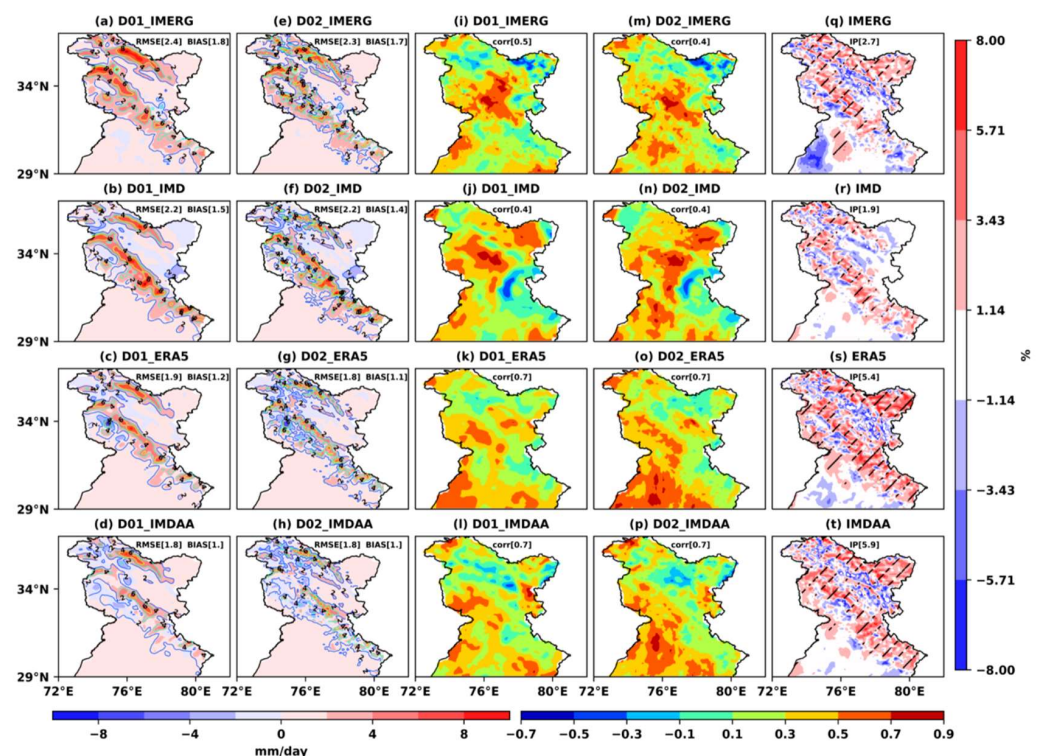 (a) D01_IMERG (e) D02_IMERG (i) D01_IMERG (m) D02_IMERG (q) IMERG
RMSE[2.4] BIAS[1.8] RMSE[2.3] BIAS[1.7] corr[0.5] corr[0.4] IP[2.7]
8.00
34°N
5.71
29°N
(b) D01_IMD (f) D02_IMD (j) D01_IMD (n) D02_IMD (r) IMD
RMSE[2.2] BIAS[1.5] RMSE[2.2] BIAS[1.4] corr[0.4] corr[0.4] IP[1.9]
3.43
34°N
1.14
29°N
%
(c) D01_ERA5 (g) D02_ERA5 (k) D01_ERA5 (o) D02_ERA5 (s) ERA5
RMSE[1.9] BIAS[1.2] RMSE[1.8] BIAS[1.1] corr[0.7] corr[0.7] IP[5.4]
−1.14
34°N
−3.43
29°N
(d) D01_IMDAA (h) D02_IMDAA (l) D01_IMDAA (p) D02_IMDAA (t) IMDAA
RMSE[1.8] BIAS[1.] RMSE[1.8] BIAS[1.] corr[0.7] corr[0.7] IP[5.9]
−5.71
34°N
−8.00
29°N
72°E 76°E 80°E 72°E 76°E 80°E 72°E 76°E 80°E 72°E 76°E 80°E 72°E 76°E 80°E
−8 −4 0 4 8 −0.7 −0.5 −0.3 −0.1 0.1 0.3 0.5 0.7 0.9
mm/day